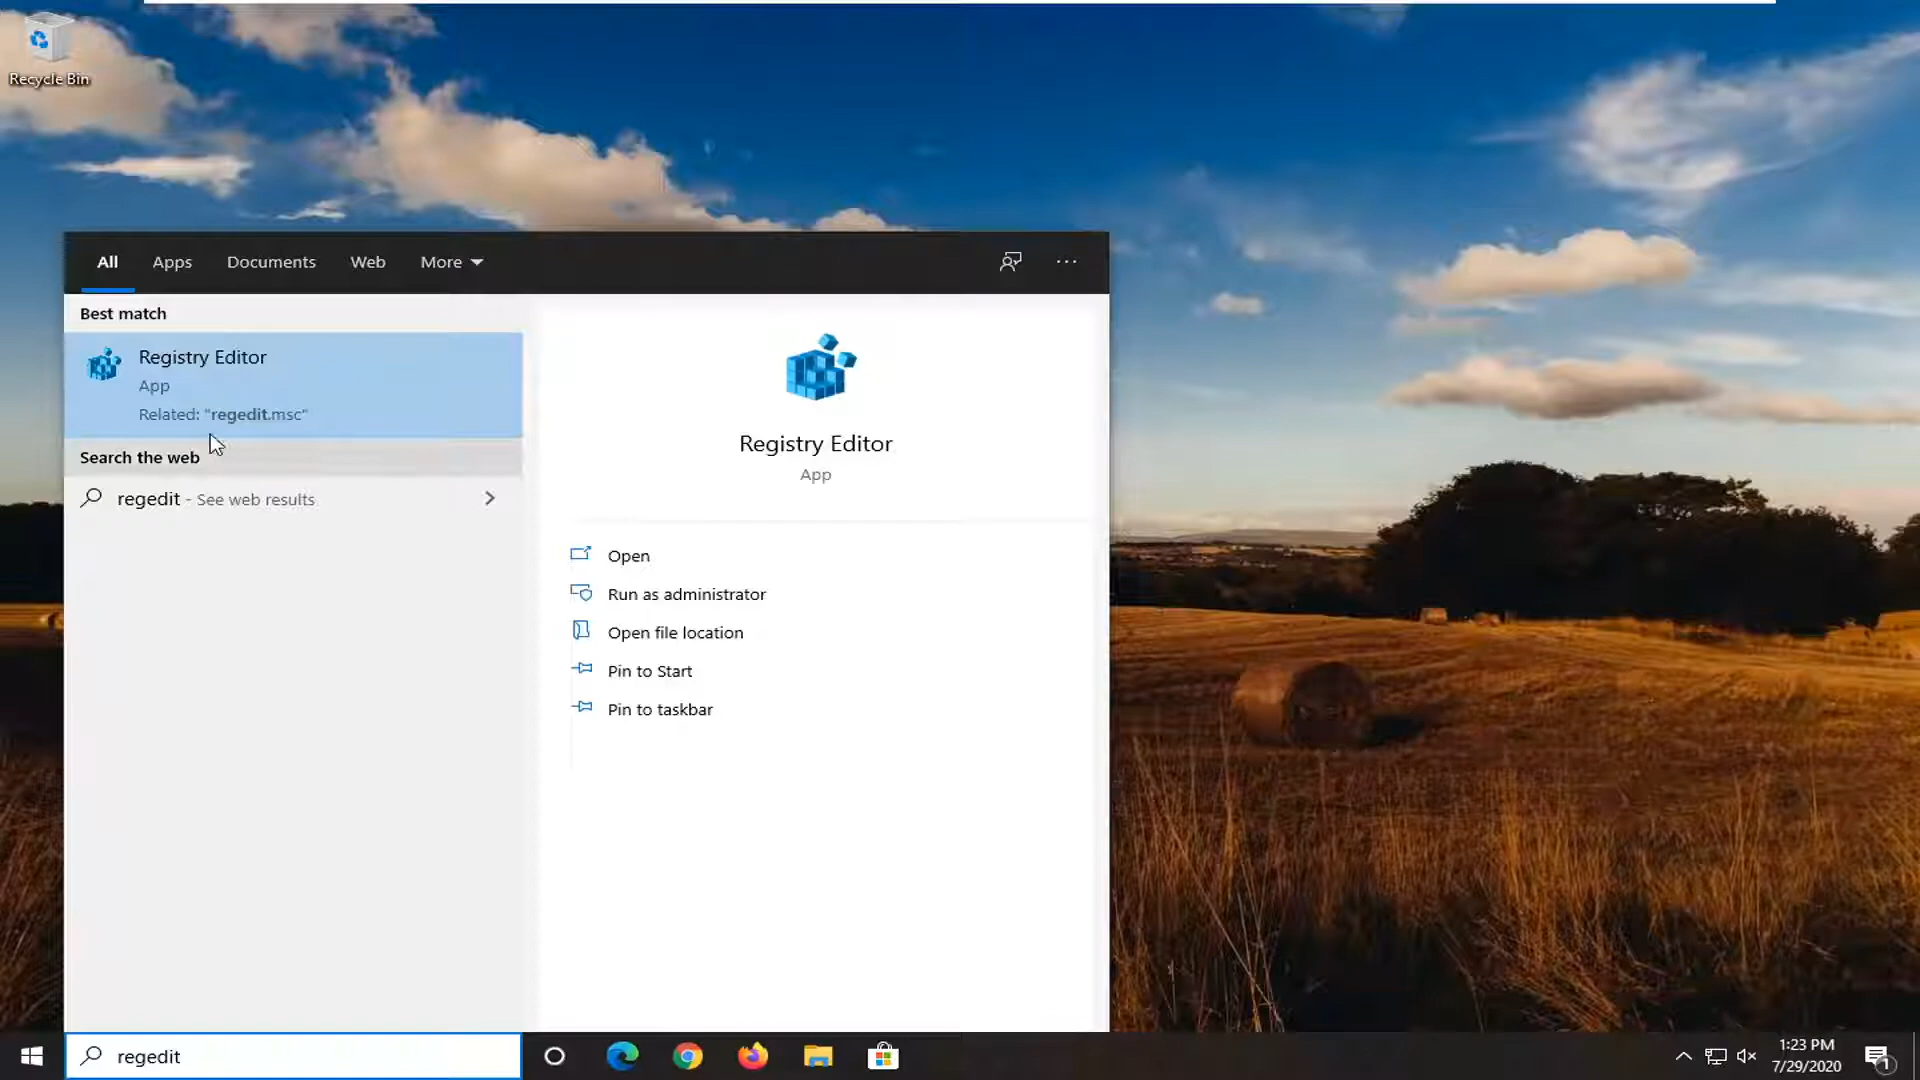 Recycle Bin
All Apps Documents Web More
Best match
Registry Editor
App
Related: "regedit.msc"
Search the web
regedit - See web results
Registry Editor
App
Open
Run as administrator
Open file location
Pin to Start
Pin to taskbar
regedit
1:23 PM
7/29/2020
1